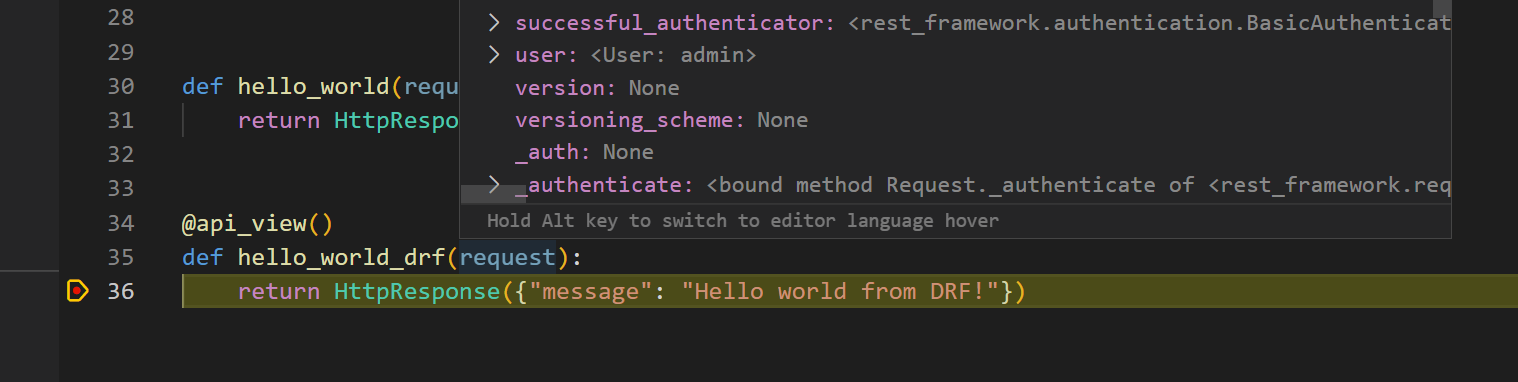 28
successful_authenticator: <rest_framework.authentication.BasicAuthenticat
29
user: <User: admin>
30 def hello_world(requ
version: None
31 return HttpRespo
versioning_scheme: None
32
_auth: None
33
_authenticate: <bound method Request._authenticate of <rest_framework.req
Hold Alt key to switch to editor language hover
34 @api_view()
35 def hello_world_drf(request):
36 return HttpResponse({"message": "Hello world from DRF!"})